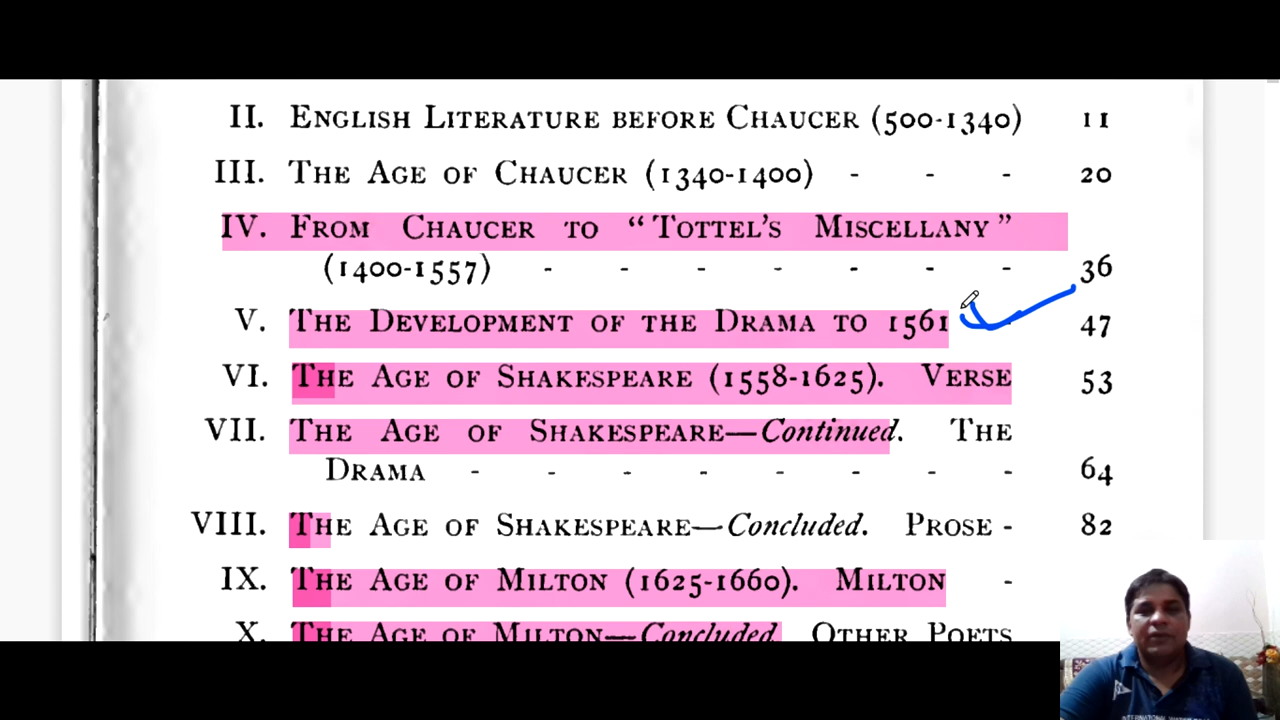 II. ENGLISH LITERATURE BEFORE CHAUCER (500-1340) 11
III. THE AGE OF CHAUCER (1340-1400) - - - 20
IV. FROM CHAUCER TO “TOTTEL’S MISCELLANY”
(1400-1557) - - - - - - - 36
V. THE DEVELOPMENT OF THE DRAMA TO 1561 47
VI. THE AGE OF SHAKESPEARE (1558-1625). VERSE 53
VII. THE AGE OF SHAKESPEARE—Continued. THE
DRAMA - - - - - - - - 64
VIII. THE AGE OF SHAKESPEARE—Concluded. PROSE - 82
IX. THE AGE OF MILTON (1625-1660). MILTON -
X. THE AGE OF MILTON—Concluded. OTHER POETS